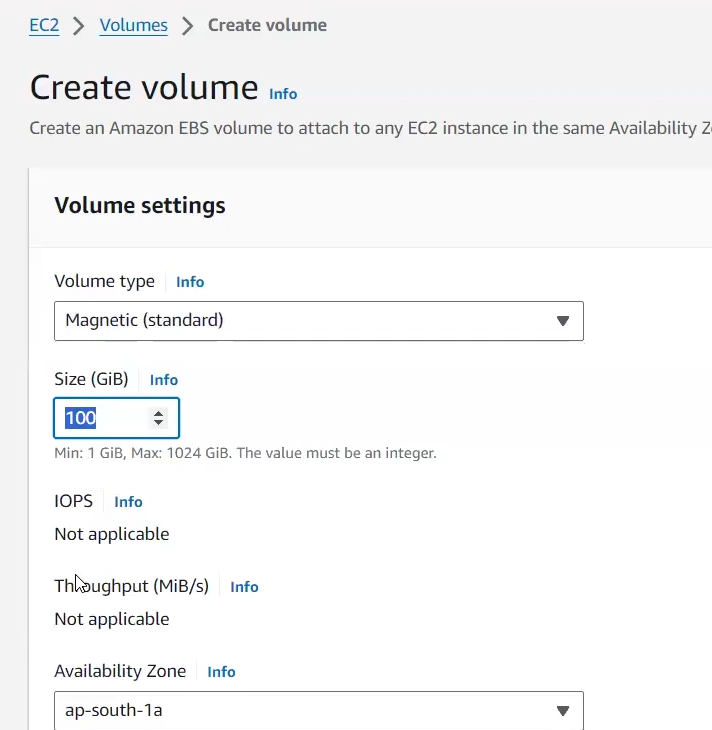 EC2 > Volumes > Create volume
Create volume Info
Create an Amazon EBS volume to attach to any EC2 instance in the same Availability Z
Volume settings
Volume type Info
Magnetic (standard)
Size (GiB) Info
100
Min: 1 GiB, Max: 1024 GiB. The value must be an integer.
IOPS Info
Not applicable
Throughput (MiB/s) Info
Not applicable
Availability Zone Info
ap-south-1a